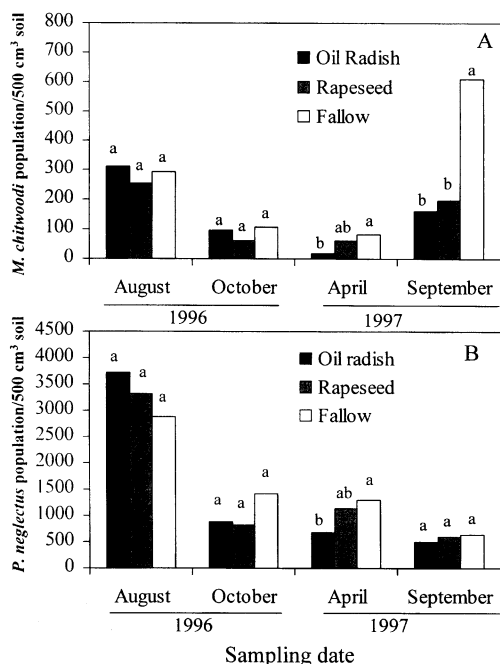 A
M. chitwoodi population/500 cm³ soil
800
700
600
500
400
300
200
100
0
Oil Radish
Rapeseed
Fallow
a a a
a a a
b ab a
b b a
August October April September
1996 1997
B
P. neglectus population/500 cm³ soil
4500
4000
3500
3000
2500
2000
1500
1000
500
0
Oil radish
Rapeseed
Fallow
a a a
a a a
b ab a
a a a
August October April September
1996 1997
Sampling date